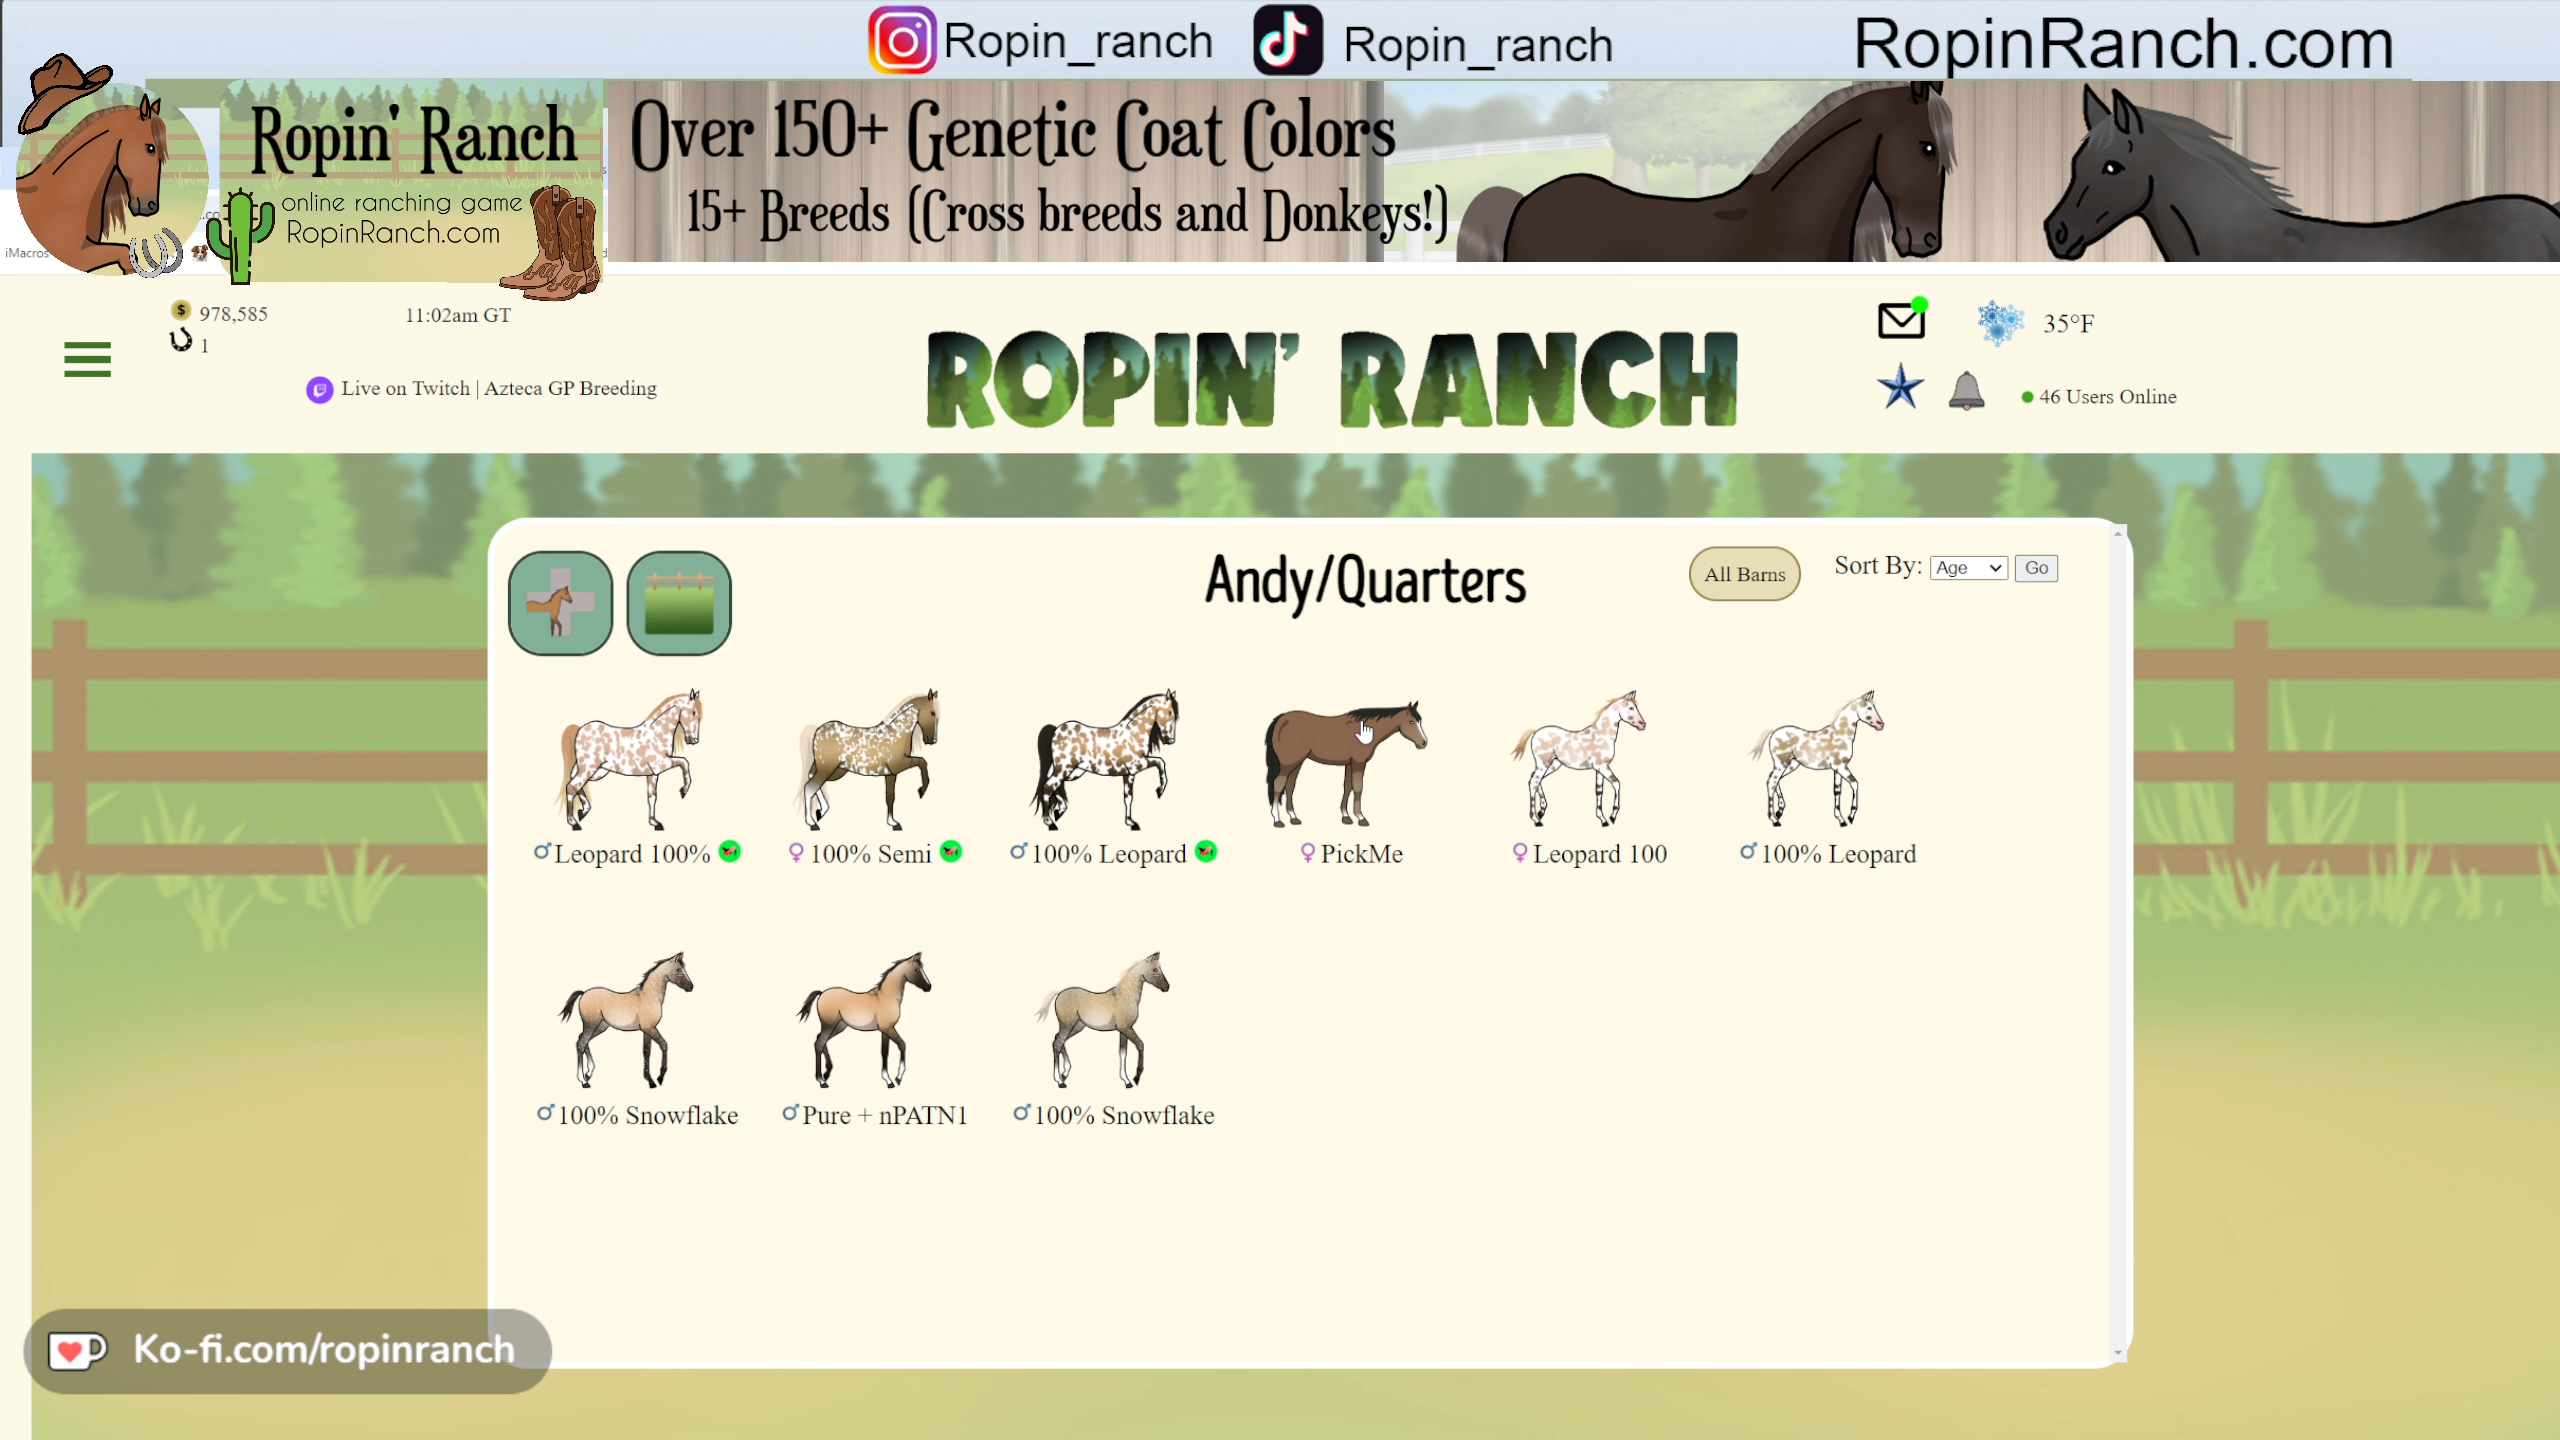 Ropin_ranch
Ropin_ranch
RopinRanch.com
Ropin' Ranch
online ranching game
RopinRanch.com
Over 150+ Genetic Coat Colors
15+ Breeds (Cross breeds and Donkeys!)
iMacros
978,585
11:02am GT
1
Live on Twitch | Azteca GP Breeding
ROPIN' RANCH
35°F
46 Users Online
Andy/Quarters
All Barns
Sort By: Age Go
Leopard 100%
100% Semi
100% Leopard
PickMe
Leopard 100
100% Leopard
100% Snowflake
Pure + nPATN1
100% Snowflake
Ko-fi.com/ropinranch